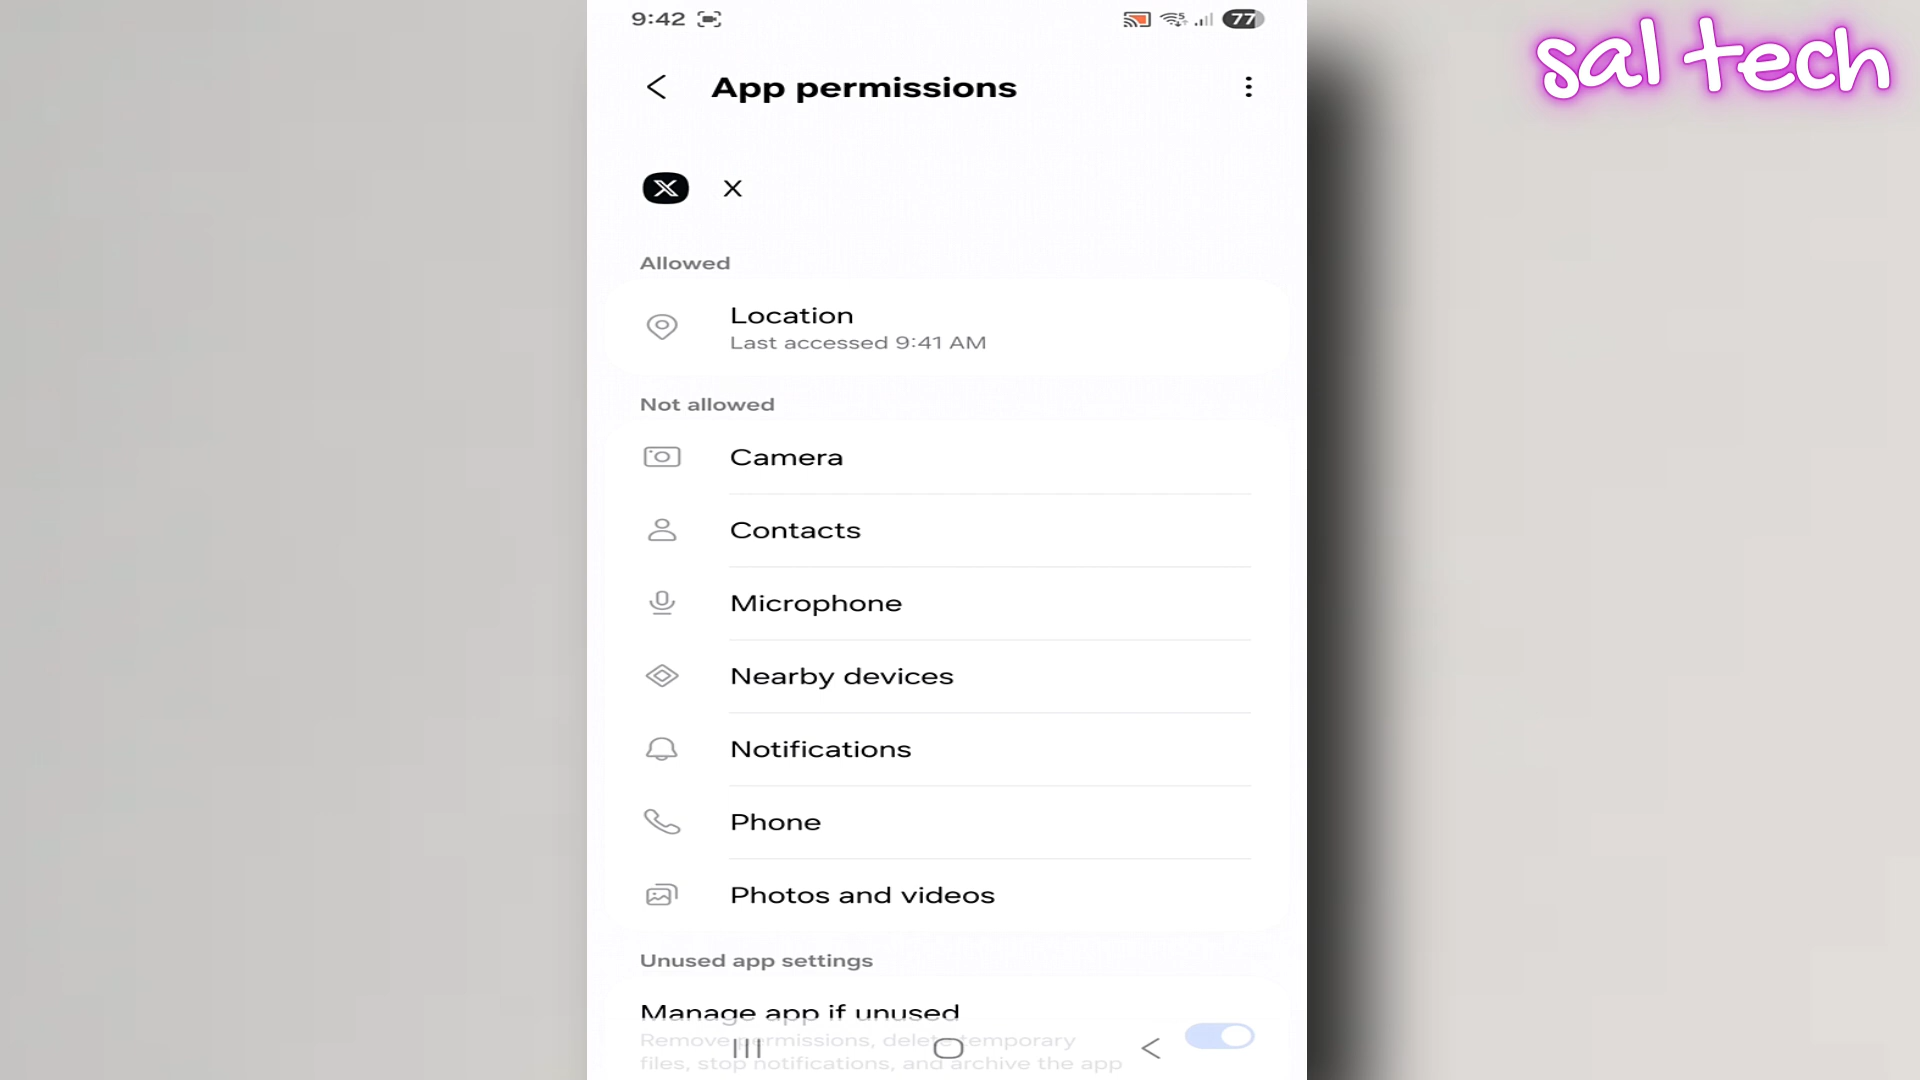 9:42
5
77
sal tech
App permissions
X
Allowed
Location
Last accessed 9:41 AM
Not allowed
Camera
Contacts
Microphone
Nearby devices
Notifications
Phone
Photos and videos
Unused app settings
Manage app if unused
Remove permissions, delete temporary
files, stop notifications, and archive the app